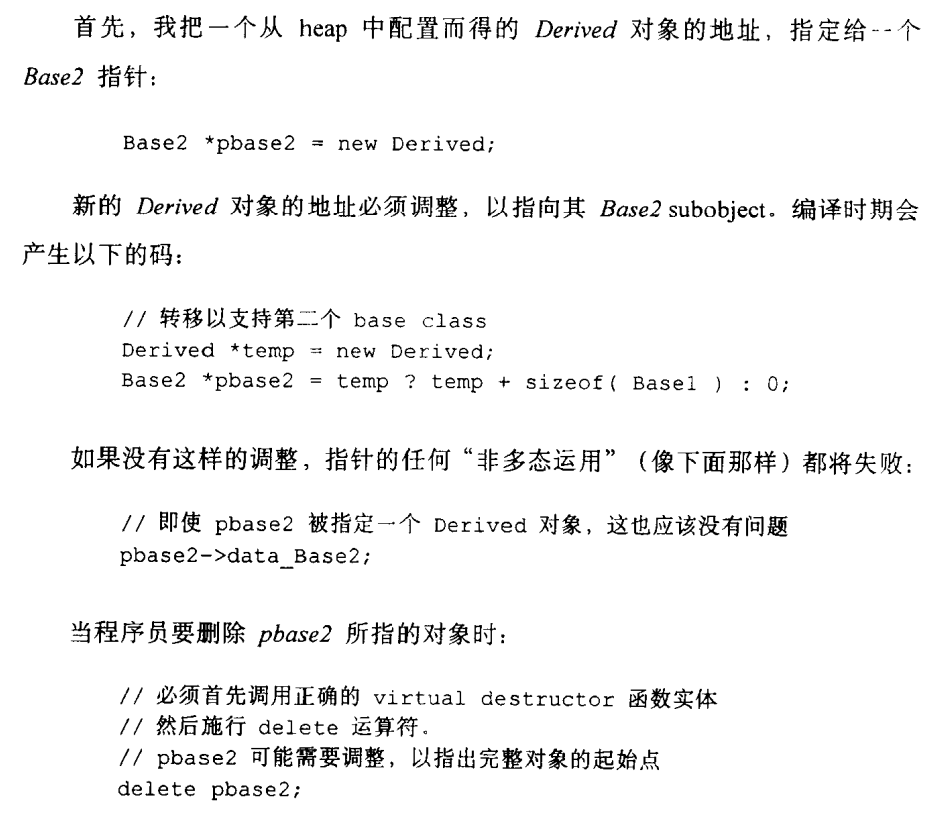 首先，我把一个从 heap 中配置而得的 Derived 对象的地址，指定给一个
Base2 指针：
Base2 *pbase2 = new Derived;
新的 Derived 对象的地址必须调整，以指向其 Base2 subobject。编译时期会
产生以下的码：
// 转移以支持第二个 base class
Derived *temp = new Derived;
Base2 *pbase2 = temp ? temp + sizeof( Base1 ) : 0;
如果没有这样的调整，指针的任何“非多态运用”（像下面那样）都将失败：
// 即使 pbase2 被指定一个 Derived 对象，这也应该没有问题
pbase2->data_Base2;
当程序员要删除 pbase2 所指的对象时：
// 必须首先调用正确的 virtual destructor 函数实体
// 然后施行 delete 运算符。
// pbase2 可能需要调整，以指出完整对象的起始点
delete pbase2;